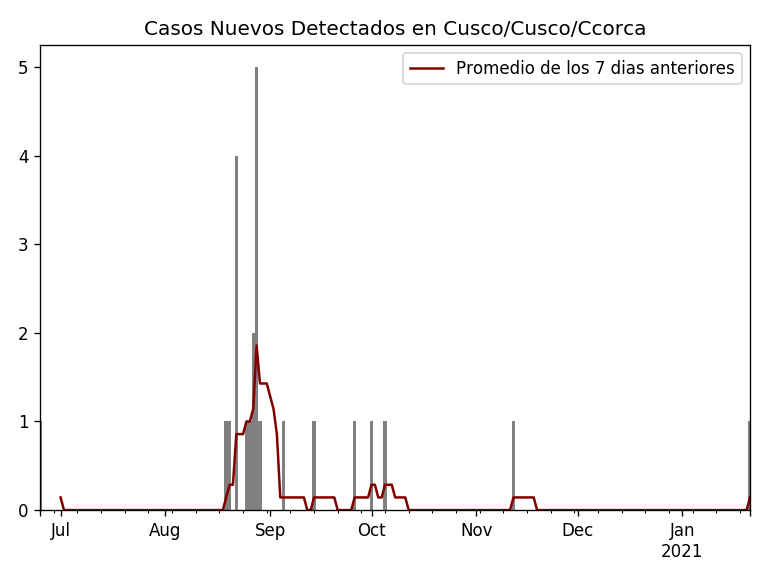 Casos Nuevos Detectados en Cusco/Cusco/Ccorca
Promedio de los 7 dias anteriores
5
4
3
2
1
0
Jul Aug Sep Oct Nov Dec Jan
2021